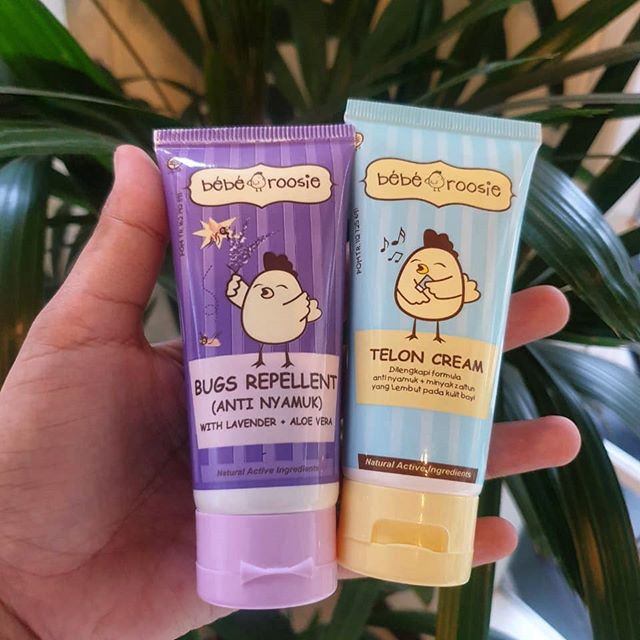 bébé roosie
BUGS REPELLENT
(ANTI NYAMUK)
WITH LAVENDER + ALOE VERA
Natural Active Ingredients
bébé roosie
TELON CREAM
Dilengkapi formula
anti nyamuk + minyak zaitun
yang Lembut pada kulit bayi
Natural Active Ingredients